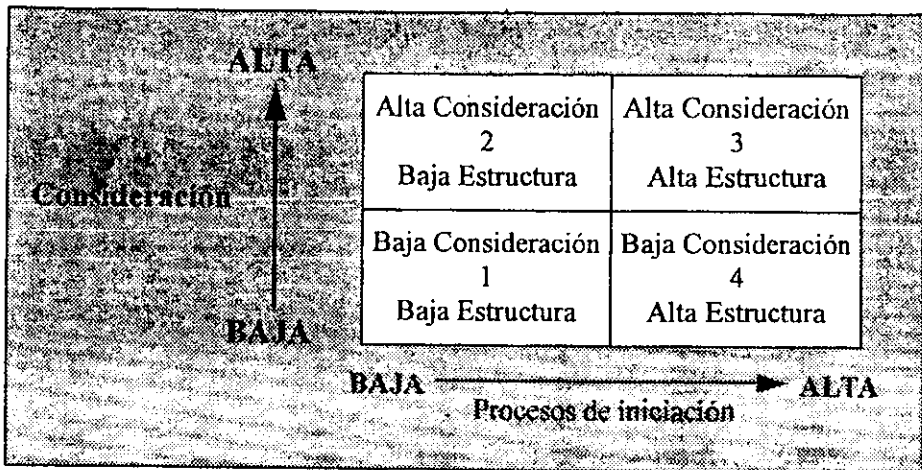 ALTA
Consideración
BAJA
Alta Consideración
2
Baja Estructura
Alta Consideración
3
Alta Estructura
Baja Consideración
1
Baja Estructura
Baja Consideración
4
Alta Estructura
BAJA
ALTA
Procesos de iniciación